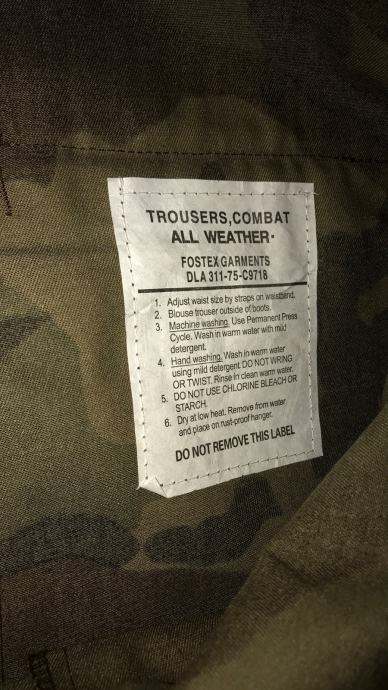 TROUSERS,COMBAT
ALL WEATHER·
FOSTEX GARMENTS
DLA 311-75-C9718
1. Adjust waist size by straps on waistband.
2. Blouse trouser outside of boots.
3. Machine washing. Use Permanent Press
Cycle. Wash in warm water with mild
detergent.
4. Hand washing. Wash in warm water
using mild detergent. DO NOT WRING
OR TWIST. Rinse in clean warm water.
5. DO NOT USE CHLORINE BLEACH OR
STARCH.
6. Dry at low heat. Remove from water
and place on rust-proof hanger.
DO NOT REMOVE THIS LABEL